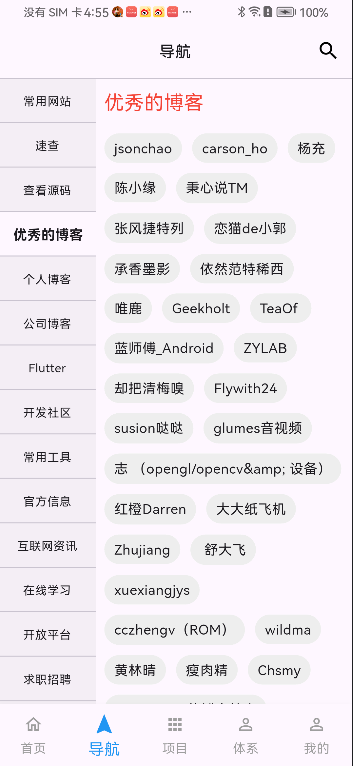 没有 SIM 卡 4:55 ··· 100%
导航
常用网站
速查
查看源码
优秀的博客
个人博客
公司博客
Flutter
开发社区
常用工具
官方信息
互联网资讯
在线学习
开放平台
求职招聘
优秀的博客
jsonchao carson_ho 杨充
陈小缘 秉心说TM
张风捷特列 恋猫de小郭
承香墨影 依然范特稀西
唯鹿 Geekholt TeaOf
蓝师傅_Android ZYLAB
却把清梅嗅 Flywith24
susion哒哒 glumes音视频
志 （opengl/opencv&amp; 设备）
红橙Darren 大大纸飞机
Zhujiang 舒大飞
xuexiangjys
cczhengv（ROM） wildma
黄林晴 瘦肉精 Chsmy
首页 导航 项目 体系 我的